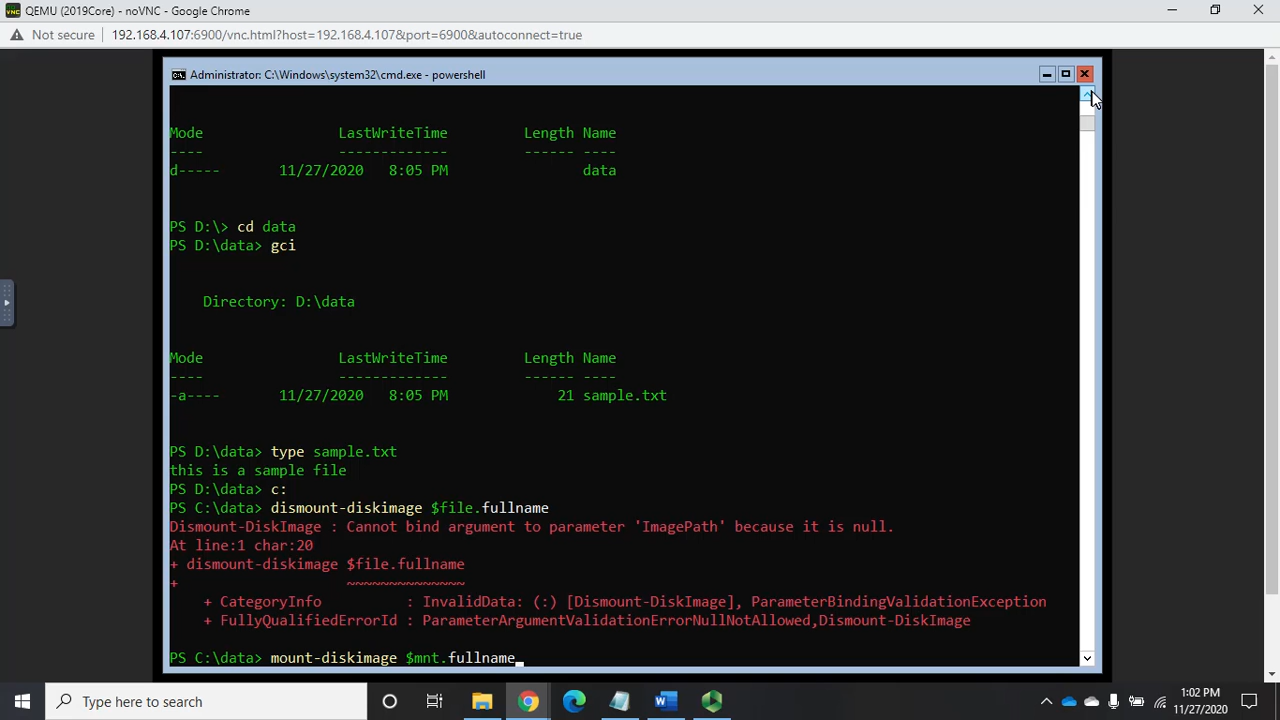 QEMU (2019Core) - noVNC - Google Chrome
Not secure 192.168.4.107:6900/vnc.html?host=192.168.4.107&port=6900&autoconnect=true
Administrator: C:\Windows\system32\cmd.exe - powershell
Mode LastWriteTime Length Name
---- ------------- ------ ----
d----- 11/27/2020 8:05 PM data
PS D:\> cd data
PS D:\data> gci
Directory: D:\data
Mode LastWriteTime Length Name
---- ------------- ------ ----
-a---- 11/27/2020 8:05 PM 21 sample.txt
PS D:\data> type sample.txt
this is a sample file
PS D:\data> c:
PS C:\data> dismount-diskimage $file.fullname
Dismount-DiskImage : Cannot bind argument to parameter 'ImagePath' because it is null.
At line:1 char:20
+ dismount-diskimage $file.fullname
+ ~~~~~~~~~~~~~~
+ CategoryInfo : InvalidData: (:) [Dismount-DiskImage], ParameterBindingValidationException
+ FullyQualifiedErrorId : ParameterArgumentValidationErrorNullNotAllowed,Dismount-DiskImage
PS C:\data> mount-diskimage $mnt.fullname_
Type here to search
1:02 PM
11/27/2020